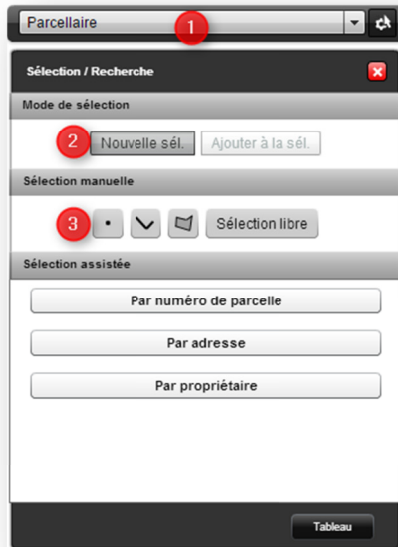 Parcellaire
1
Sélection / Recherche
Mode de sélection
2 Nouvelle sél. Ajouter à la sél.
Sélection manuelle
3 Sélection libre
Sélection assistée
Par numéro de parcelle
Par adresse
Par propriétaire
Tableau